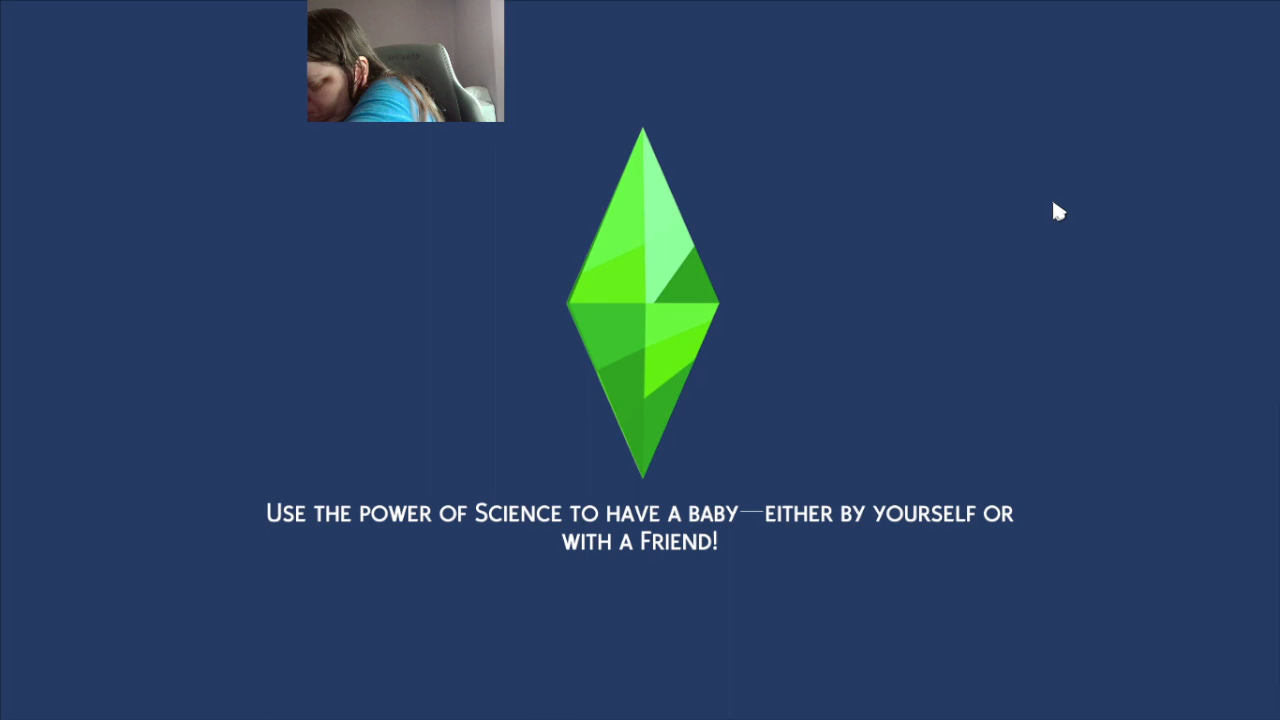 Use the power of Science to have a baby—either by yourself or
with a Friend!